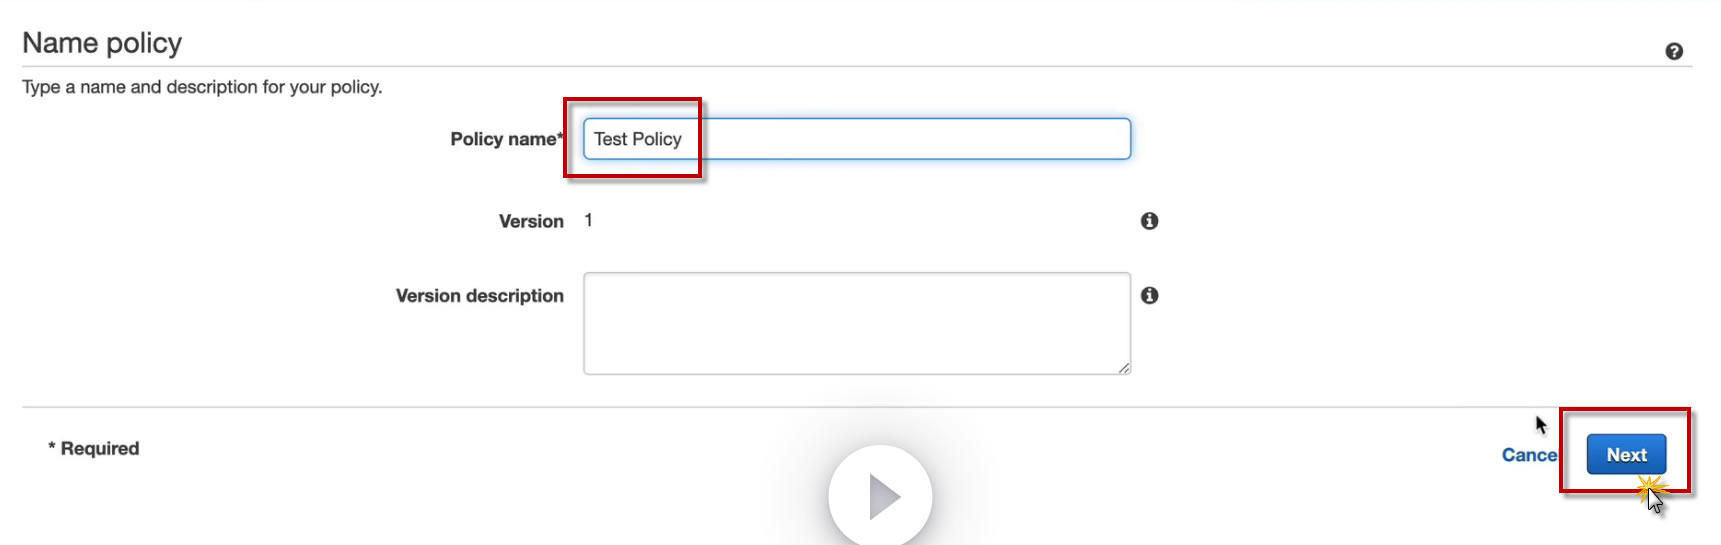 Name policy
Type a name and description for your policy.
Policy name* Test Policy
Version 1
Version description
* Required
Cance Next